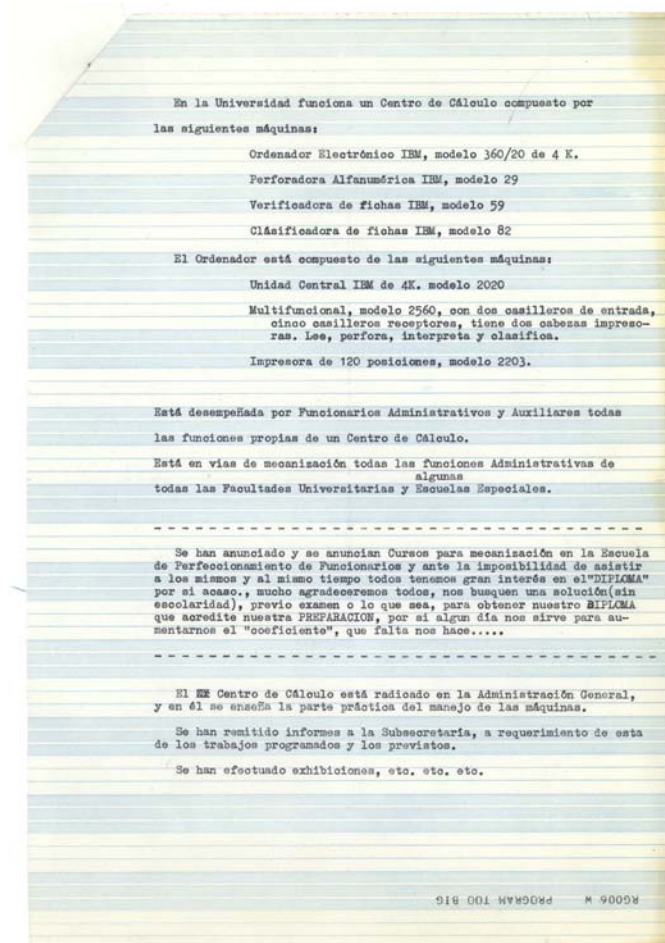 En la Universidad funciona un Centro de Cálculo compuesto por
las siguientes máquinas:
Ordenador Electrónico IBM, modelo 360/20 de 4 K.
Perforadora Alfanumérica IBM, modelo 29
Verificadora de fichas IBM, modelo 59
Clásificadora de fichas IBM, modelo 82
El Ordenador está compuesto de las siguientes máquinas:
Unidad Central IBM de 4K. modelo 2020
Multifuncional, modelo 2560, con dos casilleros de entrada,
cinco casilleros receptores, tiene dos cabezas impreso-
ras. Lee, perfora, interpreta y clasifica.
Impresora de 120 posiciones, modelo 2203.
Está desempeñada por Funcionarios Administrativos y Auxiliares todas
las funciones propias de un Centro de Cálculo.
Está en vias de mecanización todas las funciones Administrativas de
algunas
todas las Facultades Universitarias y Escuelas Especiales.
Se han anunciado y se anuncian Cursos para mecanización en la Escuela
de Perfeccionamiento de Funcionarios y ante la imposibilidad de asistir
a los mismos y al mismo tiempo todos tenemos gran interés en el"DIPLOMA"
por si acaso., mucho agradeceremos todos, nos busquen una solución(sin
escolaridad), previo examen o lo que sea, para obtener nuestro DIPLOMA
que acredite nuestra PREPARACION, por si algun día nos sirve para au-
mentarnos el "coeficiente", que falta nos hace.....
El Centro de Cálculo está radicado en la Administración General,
y en él se enseña la parte práctica del manejo de las máquinas.
Se han remitido informes a la Subsecretaría, a requerimiento de esta
de los trabajos programados y los previstos.
Se han efectuado exhibiciones, etc. etc. etc.
RG006 W PROGRAM TOO BIG